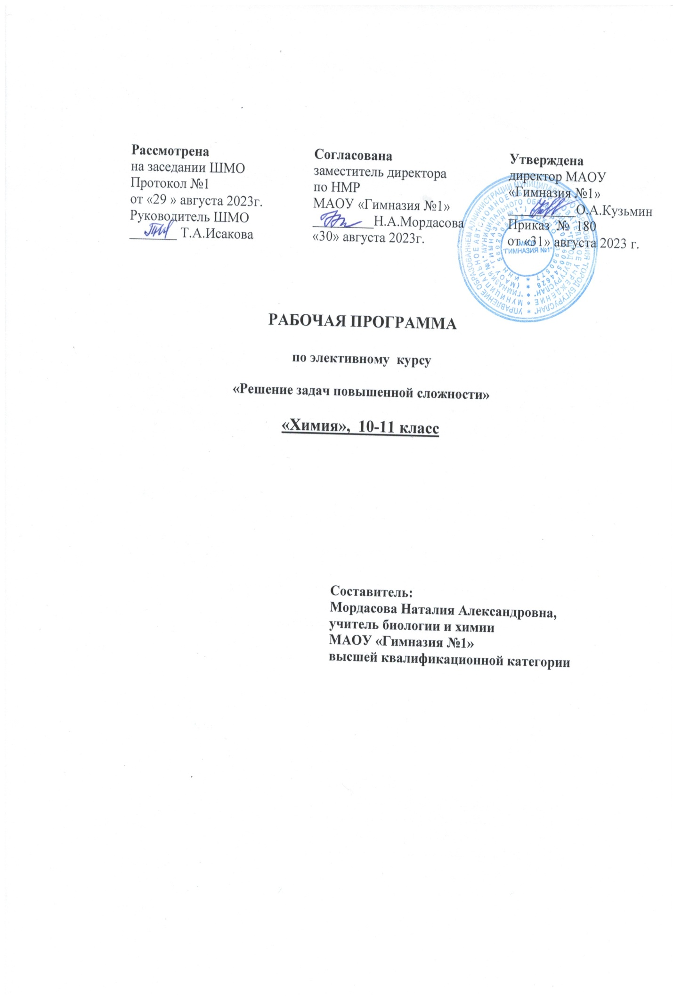 Рассмотрена
на заседании ШМО
Протокол №1
от «29 » августа 2023г.
Руководитель ШМО
________ Т.А.Исакова
Согласована
заместитель директора
по НМР
МАОУ «Гимназия №1»
__________Н.А.Мордасова
«30» августа 2023г.
Утверждена
директор МАОУ
«Гимназия №1»
___________О.А.Кузьмин
Приказ № 180
от «31» августа 2023 г.
МАОУ
"ГИМНАЗИЯ №1"
РАБОЧАЯ ПРОГРАММА
по элективному курсу
«Решение задач повышенной сложности»
«Химия», 10-11 класс
Составитель:
Мордасова Наталия Александровна,
учитель биологии и химии
МАОУ «Гимназия №1»
высшей квалификационной категории